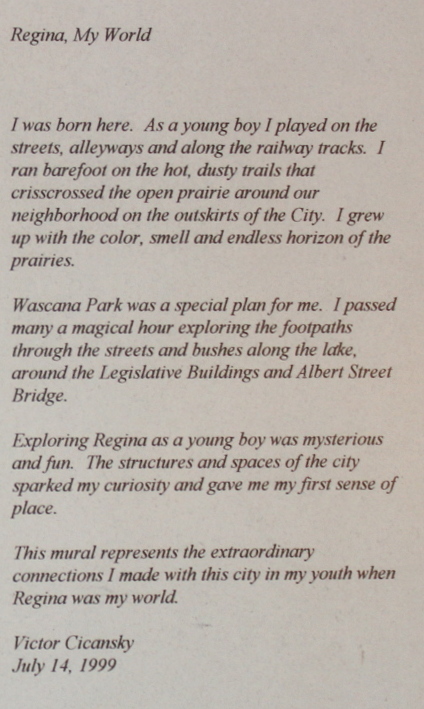 Regina, My World
I was born here. As a young boy I played on the
streets, alleyways and along the railway tracks. I
ran barefoot on the hot, dusty trails that
crisscrossed the open prairie around our
neighborhood on the outskirts of the City. I grew
up with the color, smell and endless horizon of the
prairies.
Wascana Park was a special plan for me. I passed
many a magical hour exploring the footpaths
through the streets and bushes along the lake,
around the Legislative Buildings and Albert Street
Bridge.
Exploring Regina as a young boy was mysterious
and fun. The structures and spaces of the city
sparked my curiosity and gave me my first sense of
place.
This mural represents the extraordinary
connections I made with this city in my youth when
Regina was my world.
Victor Cicansky
July 14, 1999